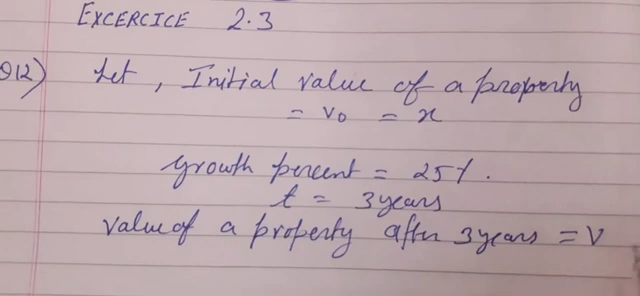 EXCERCICE 2.3
Q12) Let, Initial value of a property
= V₀ = x
growth percent = 25%.
t = 3 years
Value of a property after 3 years = V